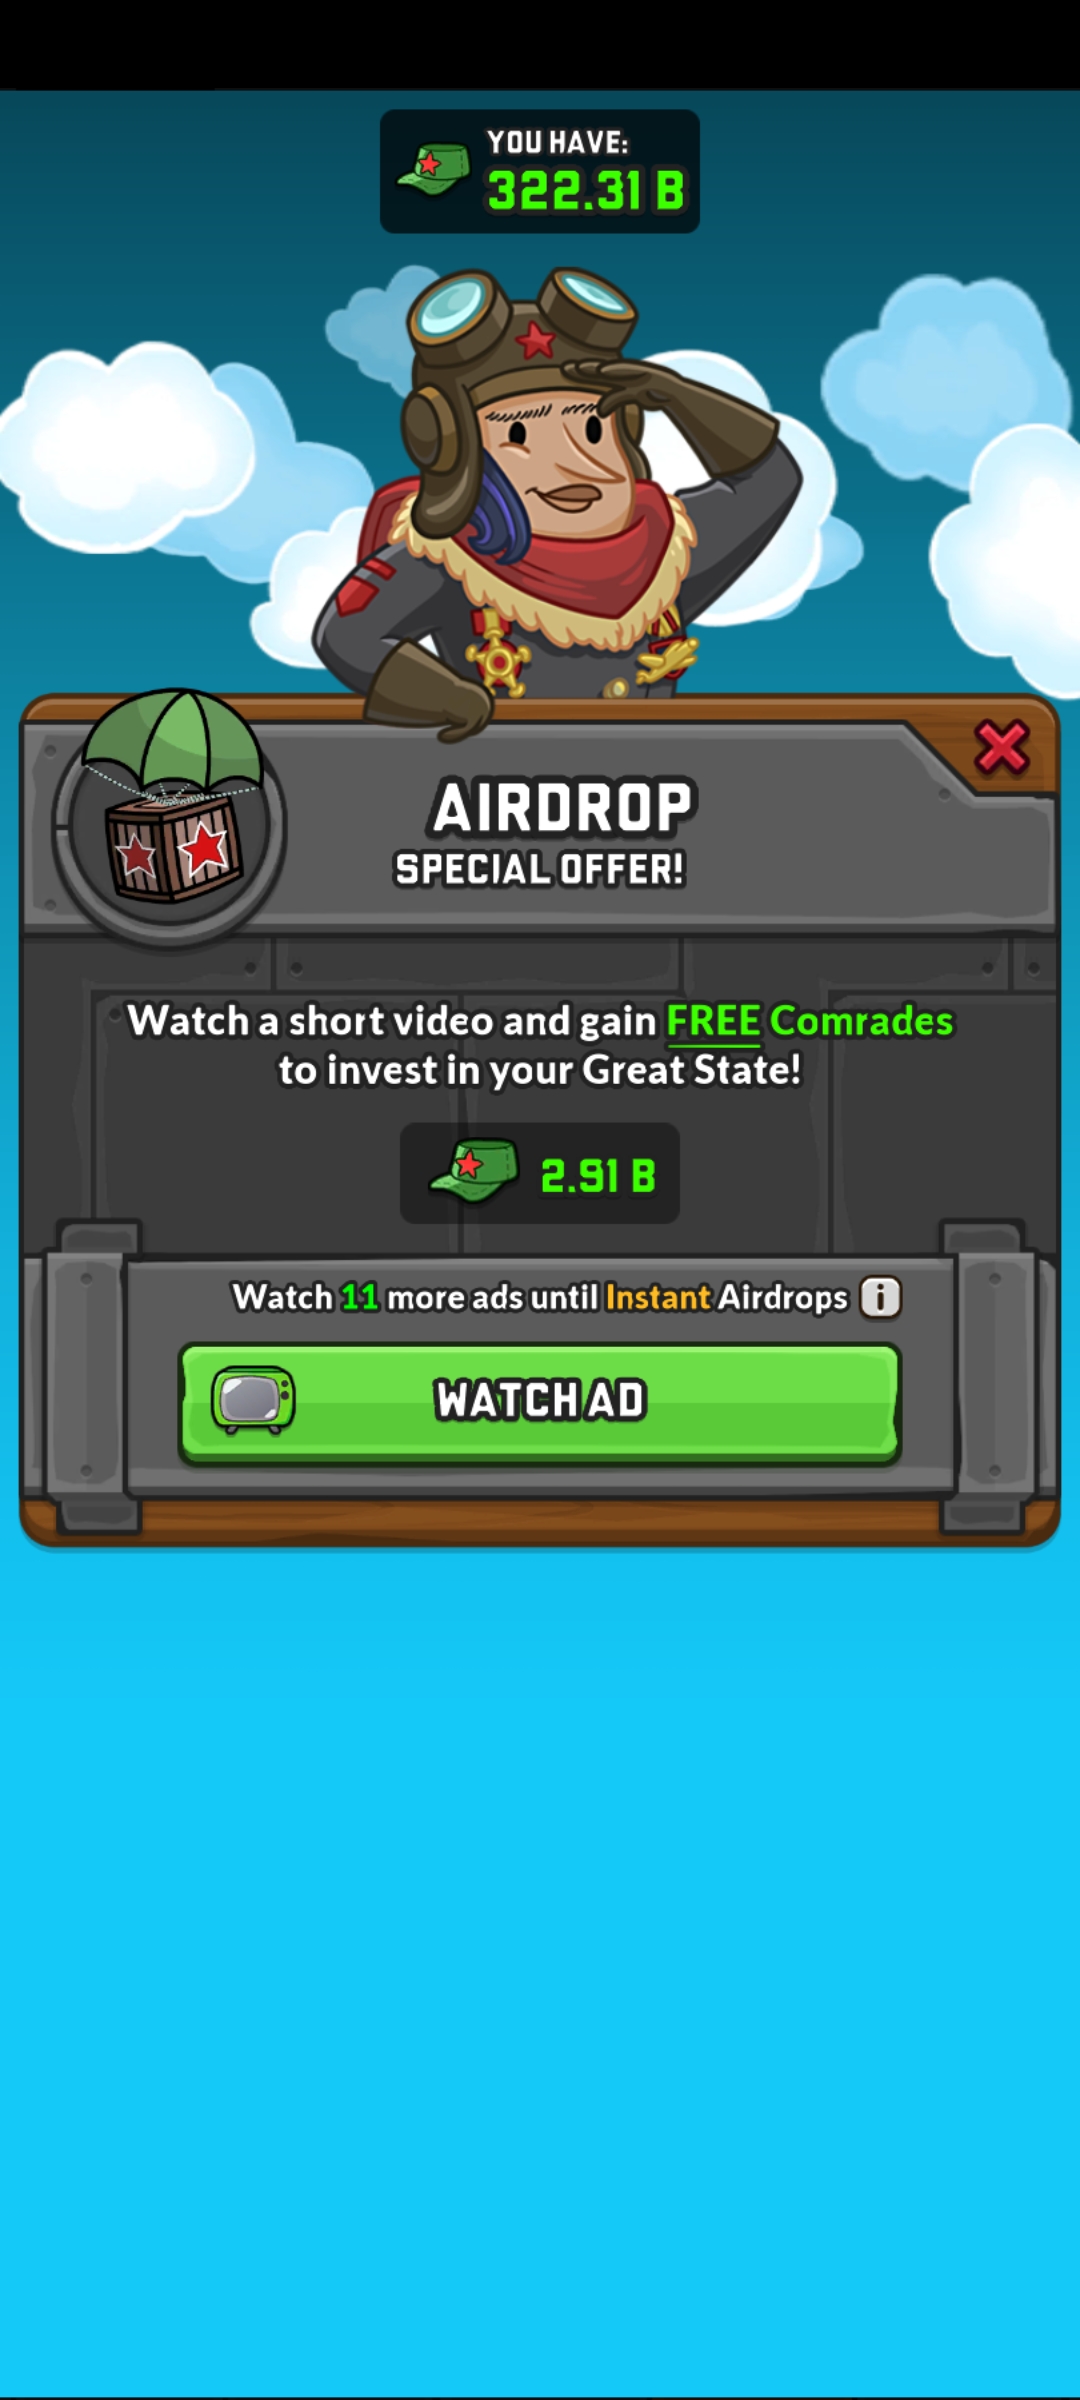 YOU HAVE:
322.31 B
AIRDROP
SPECIAL OFFER!
Watch a short video and gain FREE Comrades
to invest in your Great State!
2.91 B
Watch 11 more ads until Instant Airdrops i
WATCH AD